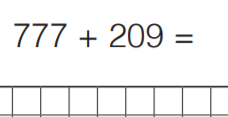 777 + 209 =